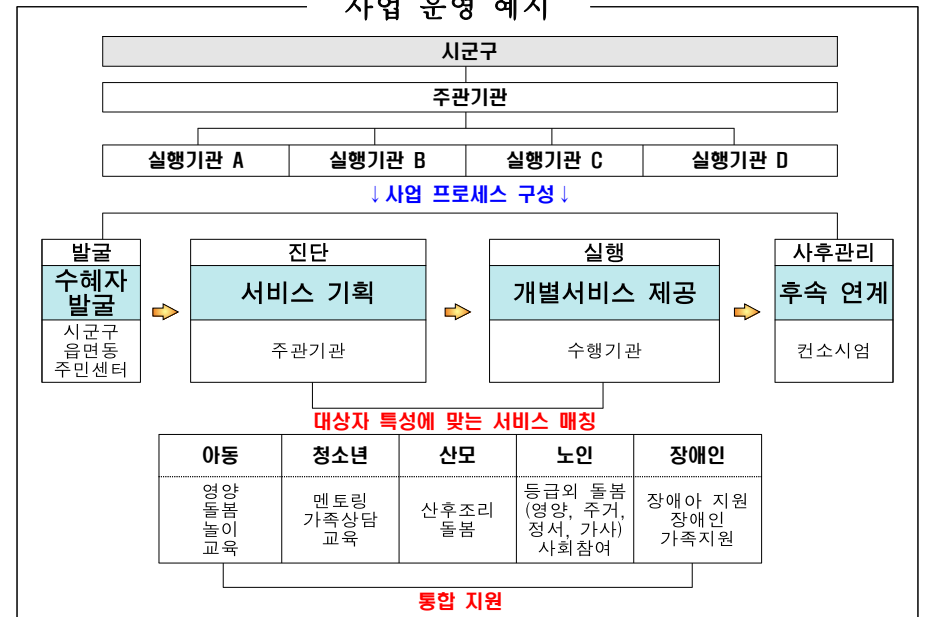 사업 운영 예시
시군구
주관기관
실행기관 A 실행기관 B 실행기관 C 실행기관 D
↓사업 프로세스 구성↓
발굴 진단 실행 사후관리
수혜자
발굴
서비스 기획
개별서비스 제공
후속 연계
시군구
읍면동
주민센터
주관기관
수행기관
컨소시엄
대상자 특성에 맞는 서비스 매칭
아동 청소년 산모 노인 장애인
영양
돌봄
놀이
교육
멘토링
가족상담
교육
산후조리
돌봄
등급외 돌봄
(영양, 주거,
정서, 가사)
사회참여
장애아 지원
장애인
가족지원
통합 지원